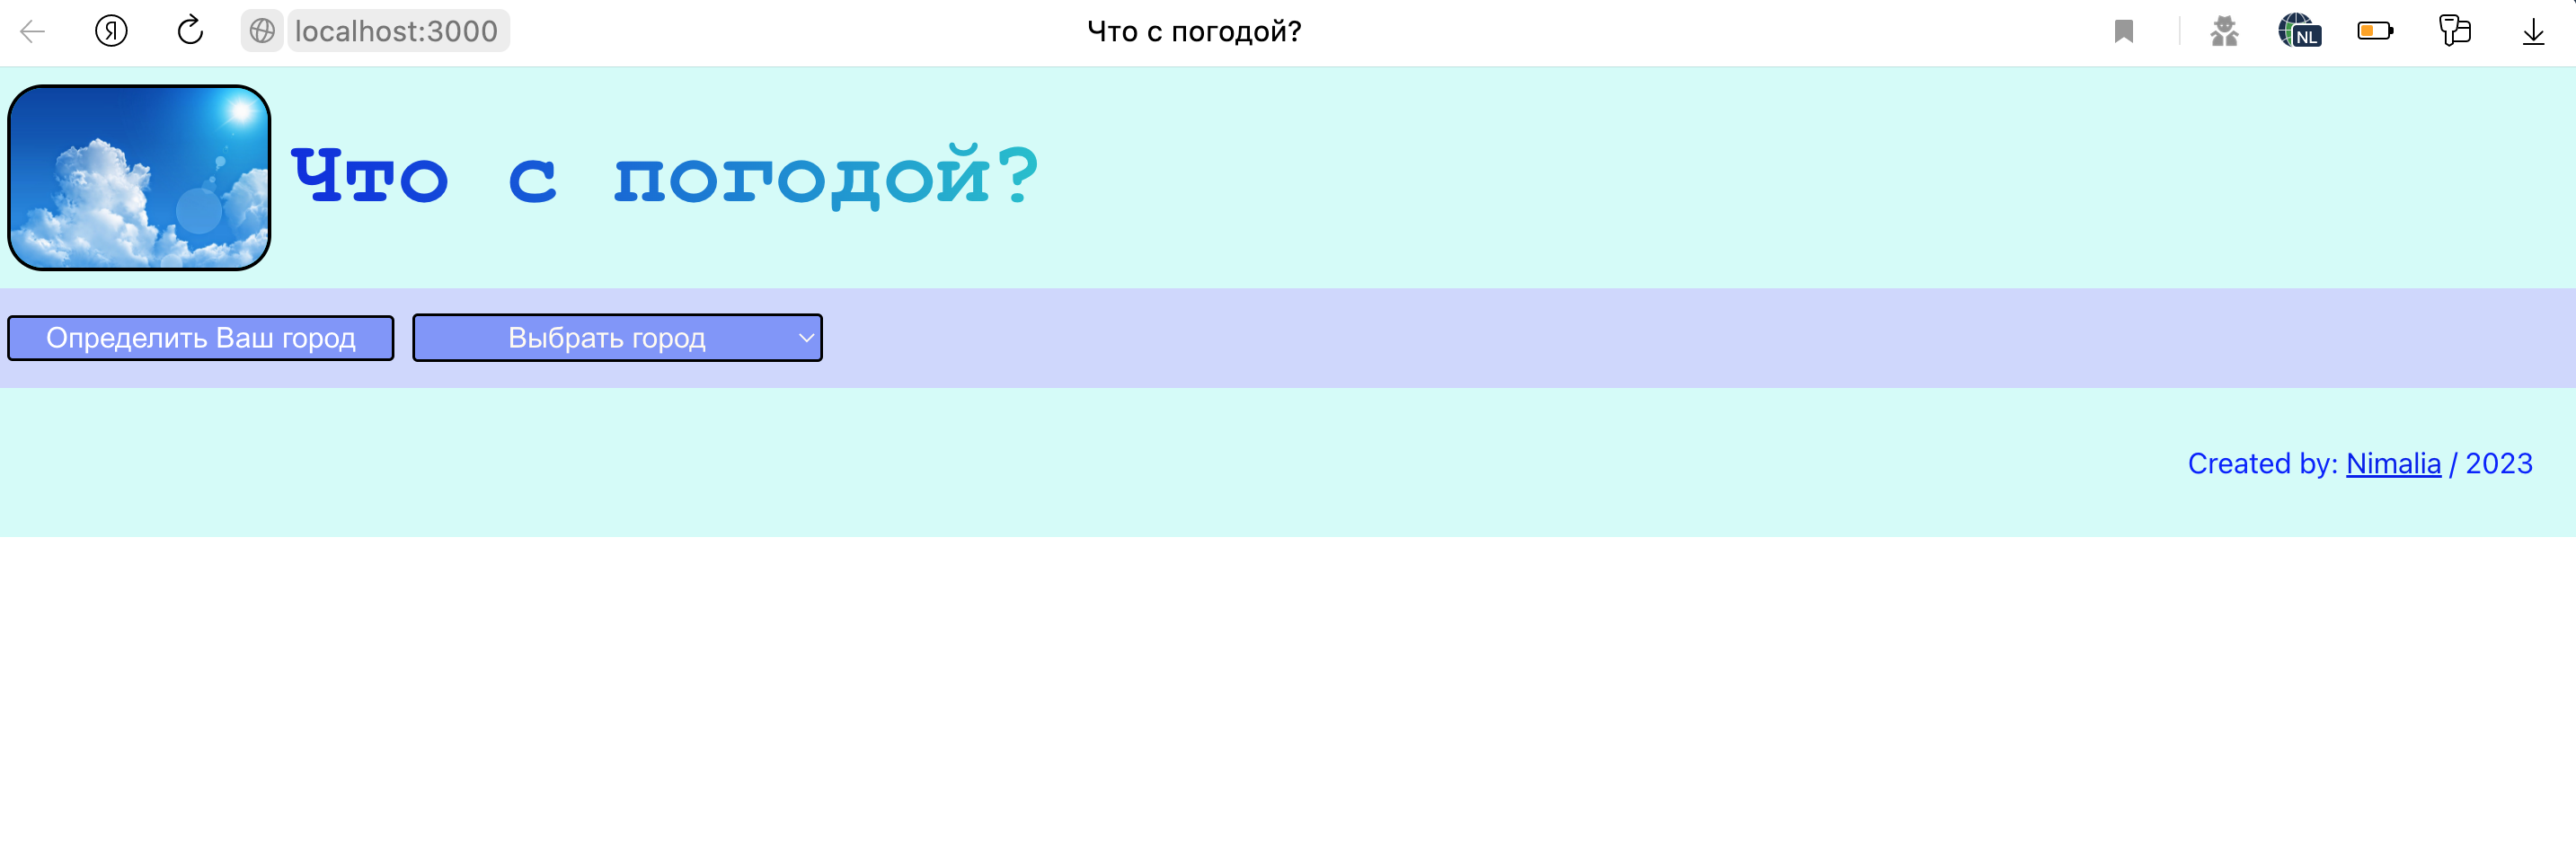 Я
localhost:3000
Что с погодой?
NL
Что с погодой?
Определить Ваш город
Выбрать город
Created by: Nimalia / 2023